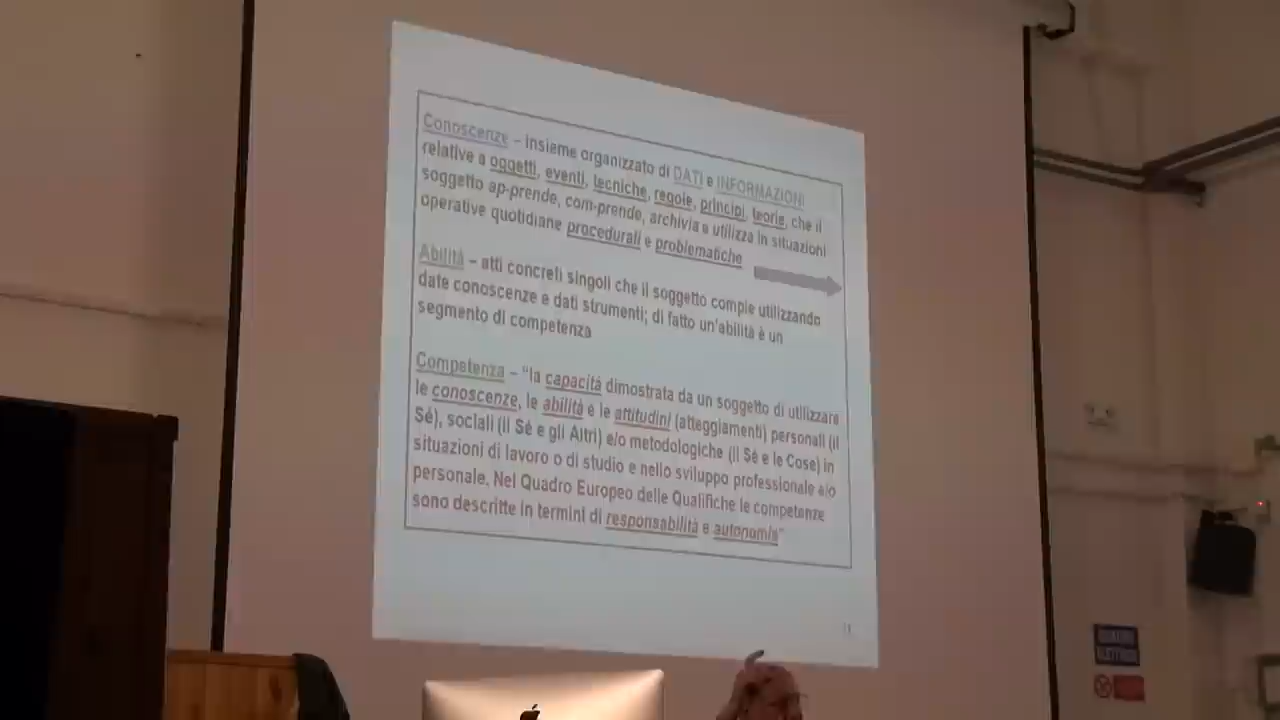 Conoscenze – insieme organizzato di DATI e INFORMAZIONI
relative a oggetti, eventi, tecniche, regole, principi, teorie, che il
soggetto ap-prende, com-prende, archivia e utilizza in situazioni
operative quotidiane procedurali e problematiche
Abilità – atti concreti singoli che il soggetto compie utilizzando
date conoscenze e dati strumenti; di fatto un'abilità è un
segmento di competenza
Competenza – “la capacità dimostrata da un soggetto di utilizzare
le conoscenze, le abilità e le attitudini (atteggiamenti) personali (il
Sé), sociali (il Sé e gli Altri) e/o metodologiche (il Sé e le Cose) in
situazioni di lavoro o di studio e nello sviluppo professionale e/o
personale. Nel Quadro Europeo delle Qualifiche le competenze
sono descritte in termini di responsabilità e autonomia”